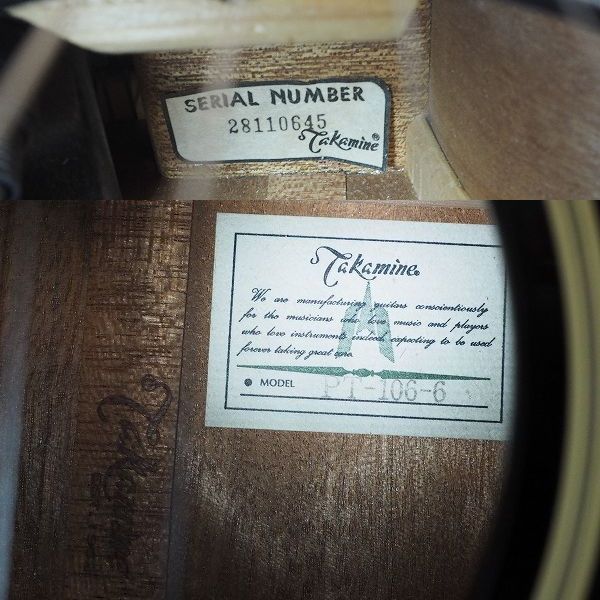 SERIAL NUMBER
28110645
Takamine®
Takamine®
We are manufacturing guitars conscientiously
for the musicians who love music and players
who love instruments indeed, expecting to be used
forever taking great care.
● MODEL PT-106-6
Takamine